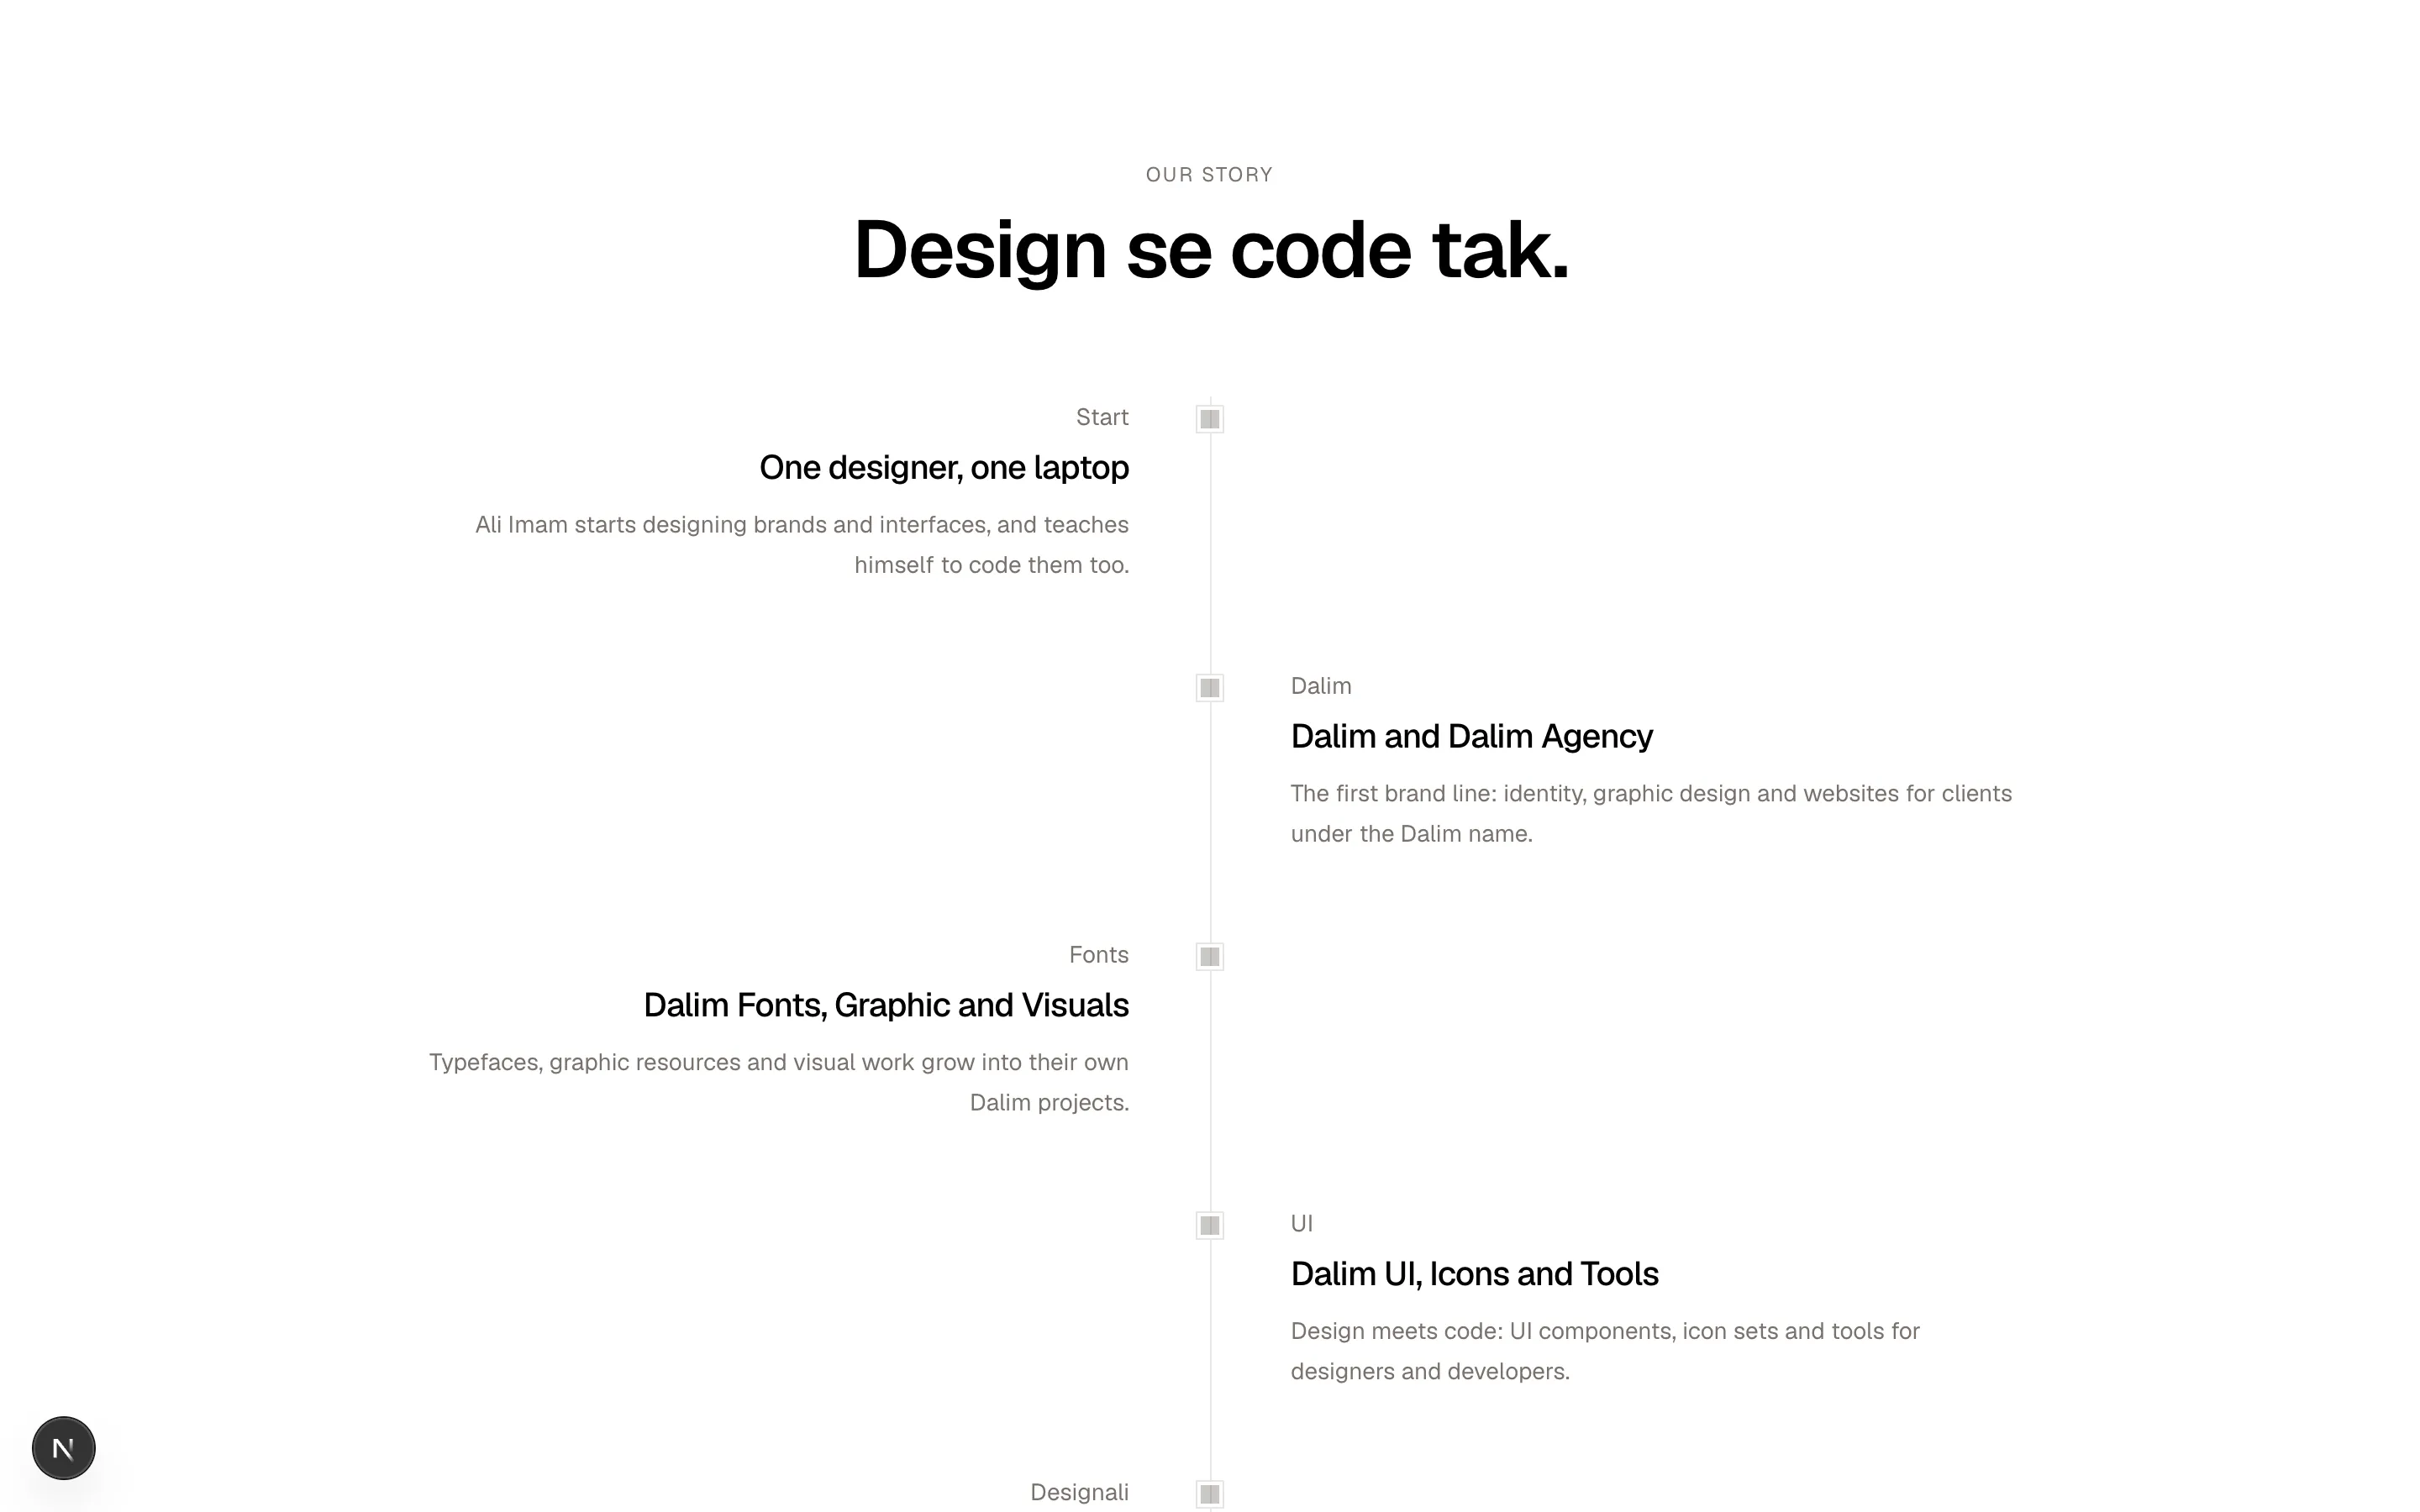 OUR STORY
Design se code tak.
Start
One designer, one laptop
Ali Imam starts designing brands and interfaces, and teaches
himself to code them too.
Dalim
Dalim and Dalim Agency
The first brand line: identity, graphic design and websites for clients
under the Dalim name.
Fonts
Dalim Fonts, Graphic and Visuals
Typefaces, graphic resources and visual work grow into their own
Dalim projects.
UI
Dalim UI, Icons and Tools
Design meets code: UI components, icon sets and tools for
designers and developers.
Designali
N